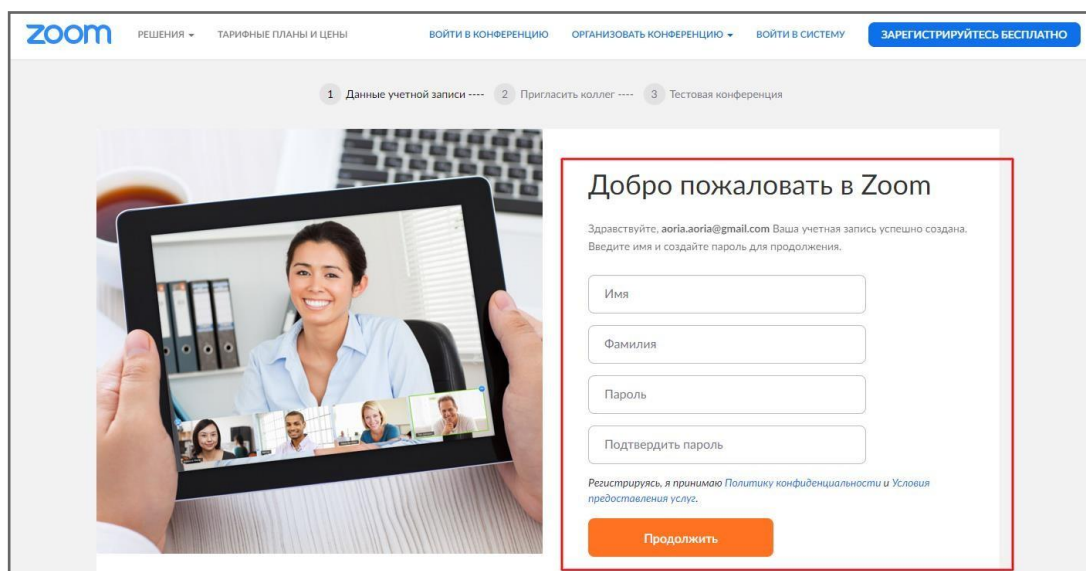 zoom РЕШЕНИЯ ТАРИФНЫЕ ПЛАНЫ И ЦЕНЫ ВОЙТИ В КОНФЕРЕНЦИЮ ОРГАНИЗОВАТЬ КОНФЕРЕНЦИЮ ВОЙТИ В СИСТЕМУ ЗАРЕГИСТРИРУЙТЕСЬ БЕСПЛАТНО
1 Данные учетной записи ---- 2 Пригласить коллег ---- 3 Тестовая конференция
Добро пожаловать в Zoom
Здравствуйте, aoria.aoria@gmail.com Ваша учетная запись успешно создана.
Введите имя и создайте пароль для продолжения.
Имя
Фамилия
Пароль
Подтвердить пароль
Регистрируясь, я принимаю Политику конфиденциальности и Условия
предоставления услуг.
Продолжить